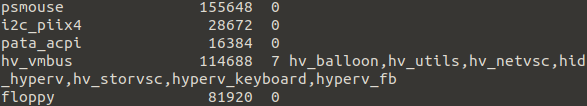 psmouse 155648 0
i2c_piix4 28672 0
pata_acpi 16384 0
hv_vmbus 114688 7 hv_balloon,hv_utils,hv_netvsc,hid
_hyperv,hv_storvsc,hyperv_keyboard,hyperv_fb
floppy 81920 0